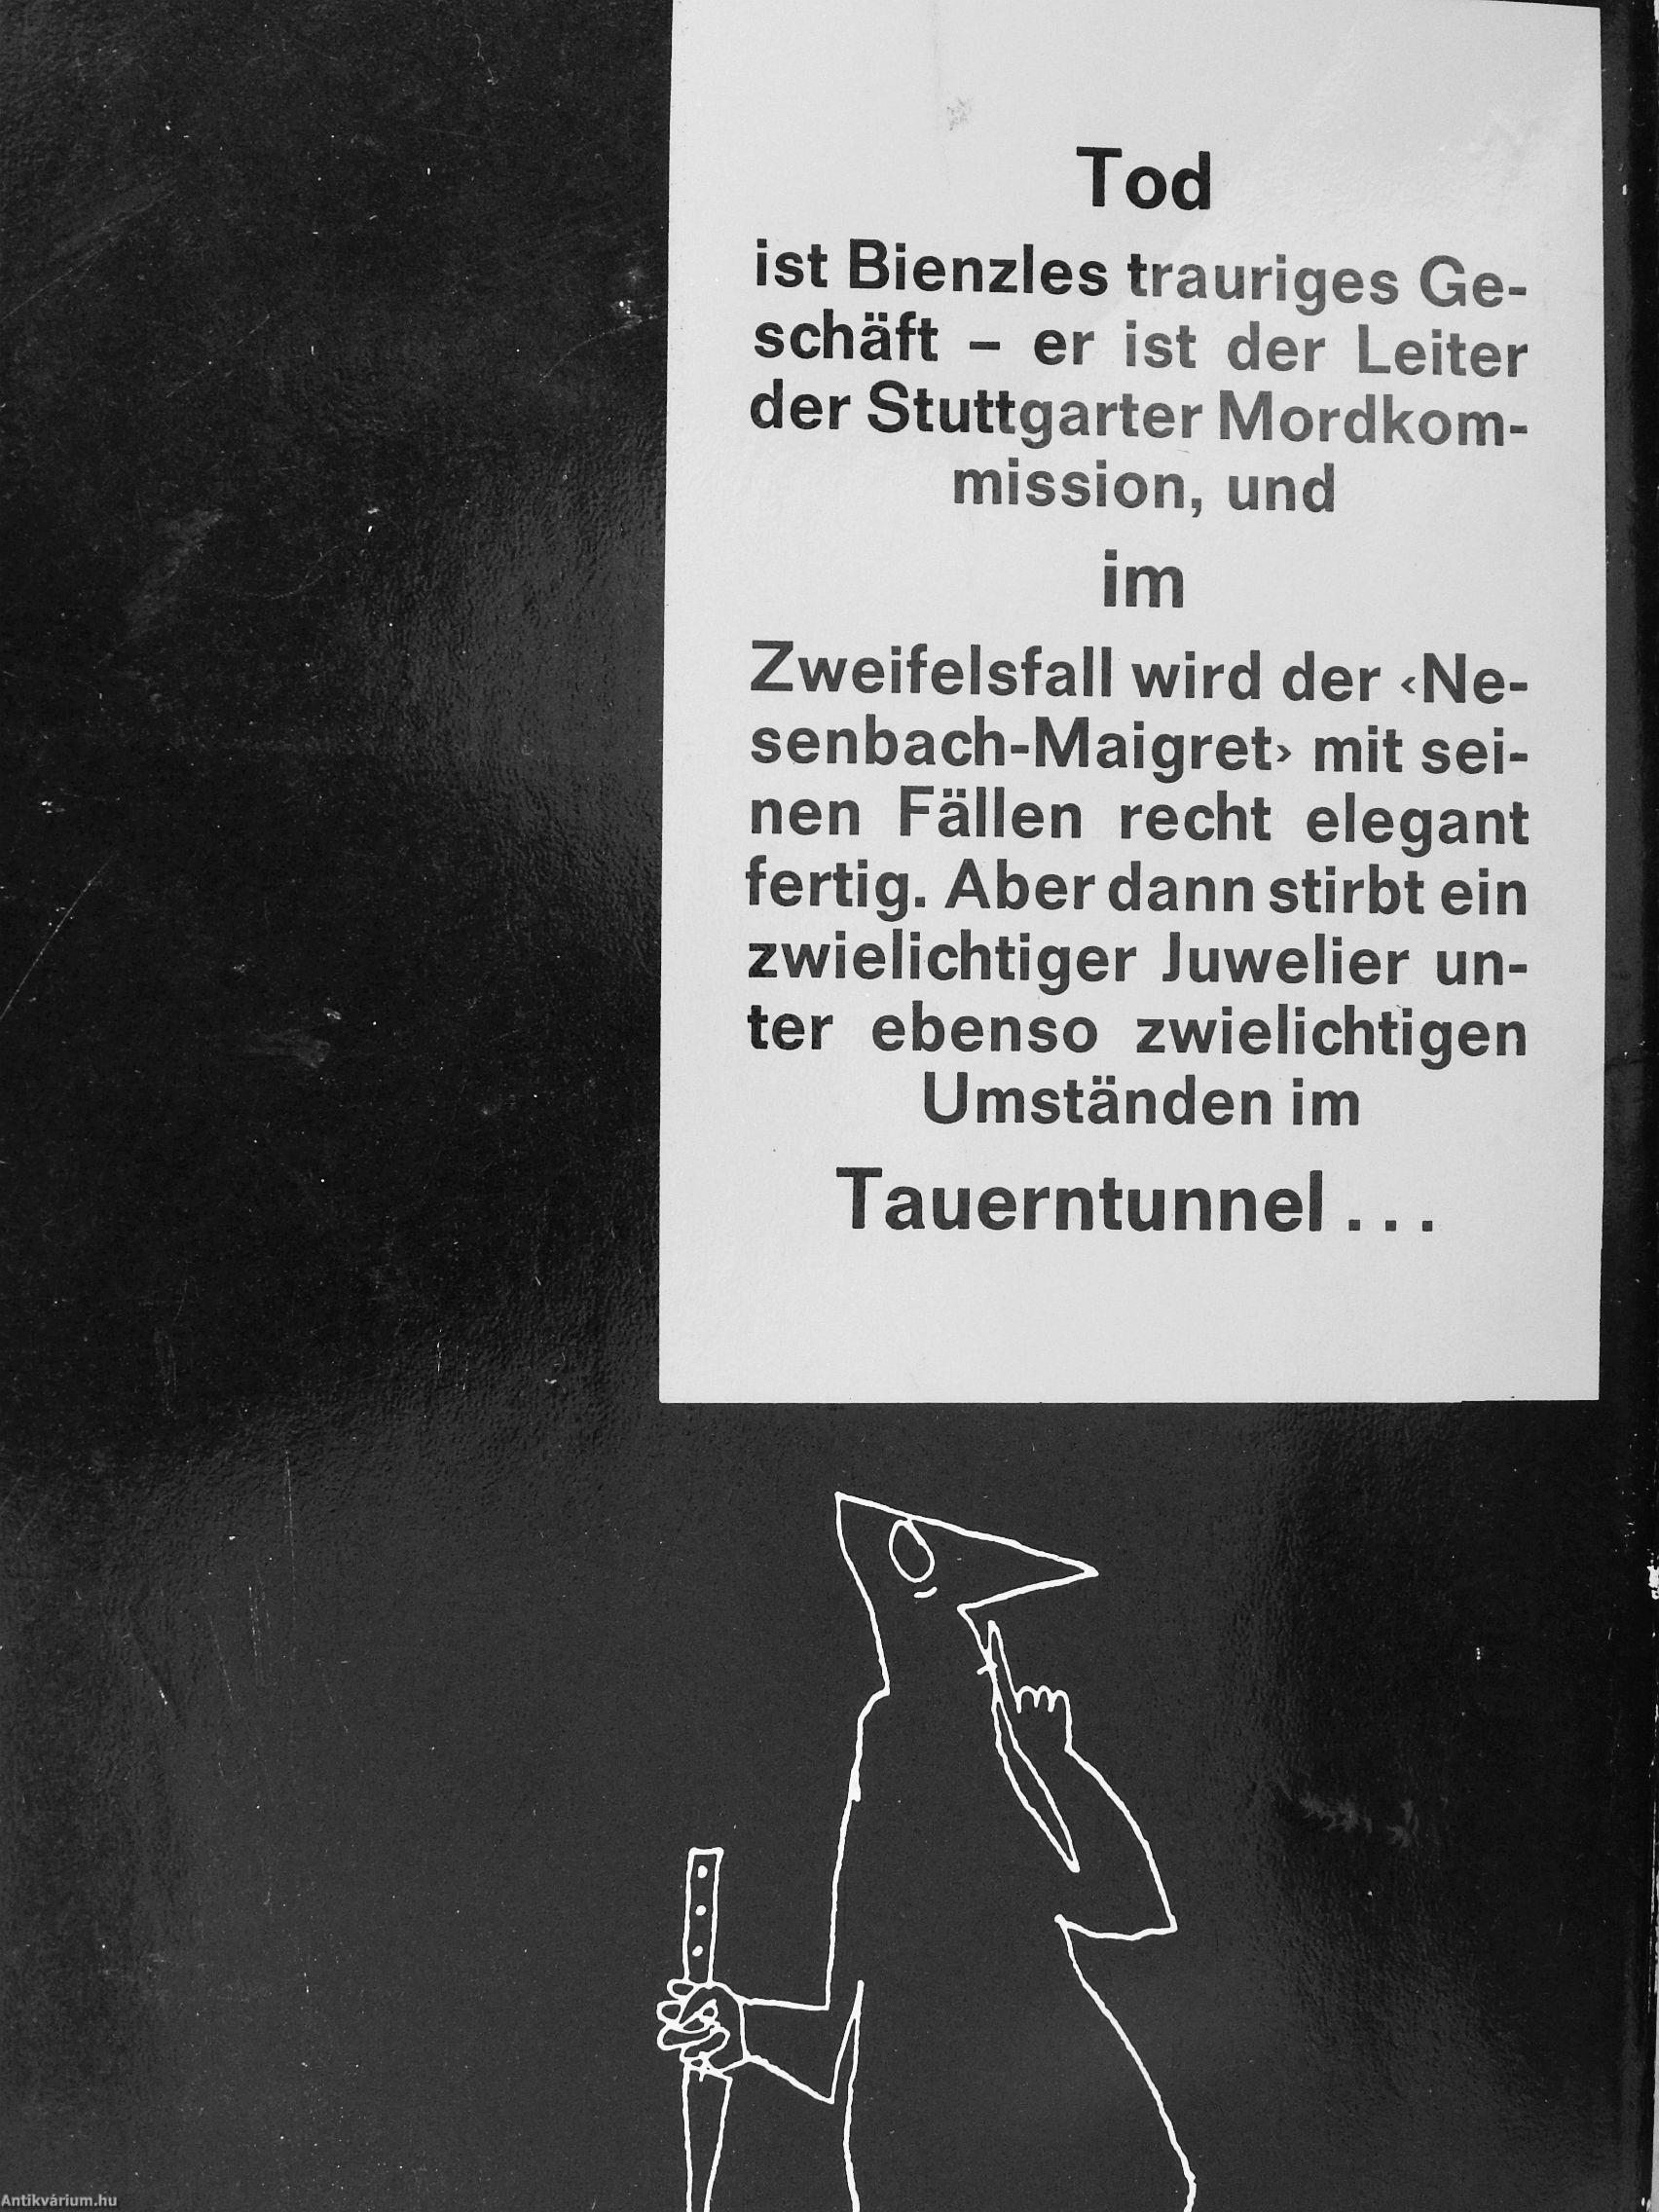 Tod
ist Bienzles trauriges Ge-
schäft – er ist der Leiter
der Stuttgarter Mordkom-
mission, und
im
Zweifelsfall wird der ‹Ne-
senbach-Maigret› mit sei-
nen Fällen recht elegant
fertig. Aber dann stirbt ein
zwielichtiger Juwelier un-
ter ebenso zwielichtigen
Umständen im
Tauerntunnel . . .
Antikvárium.hu